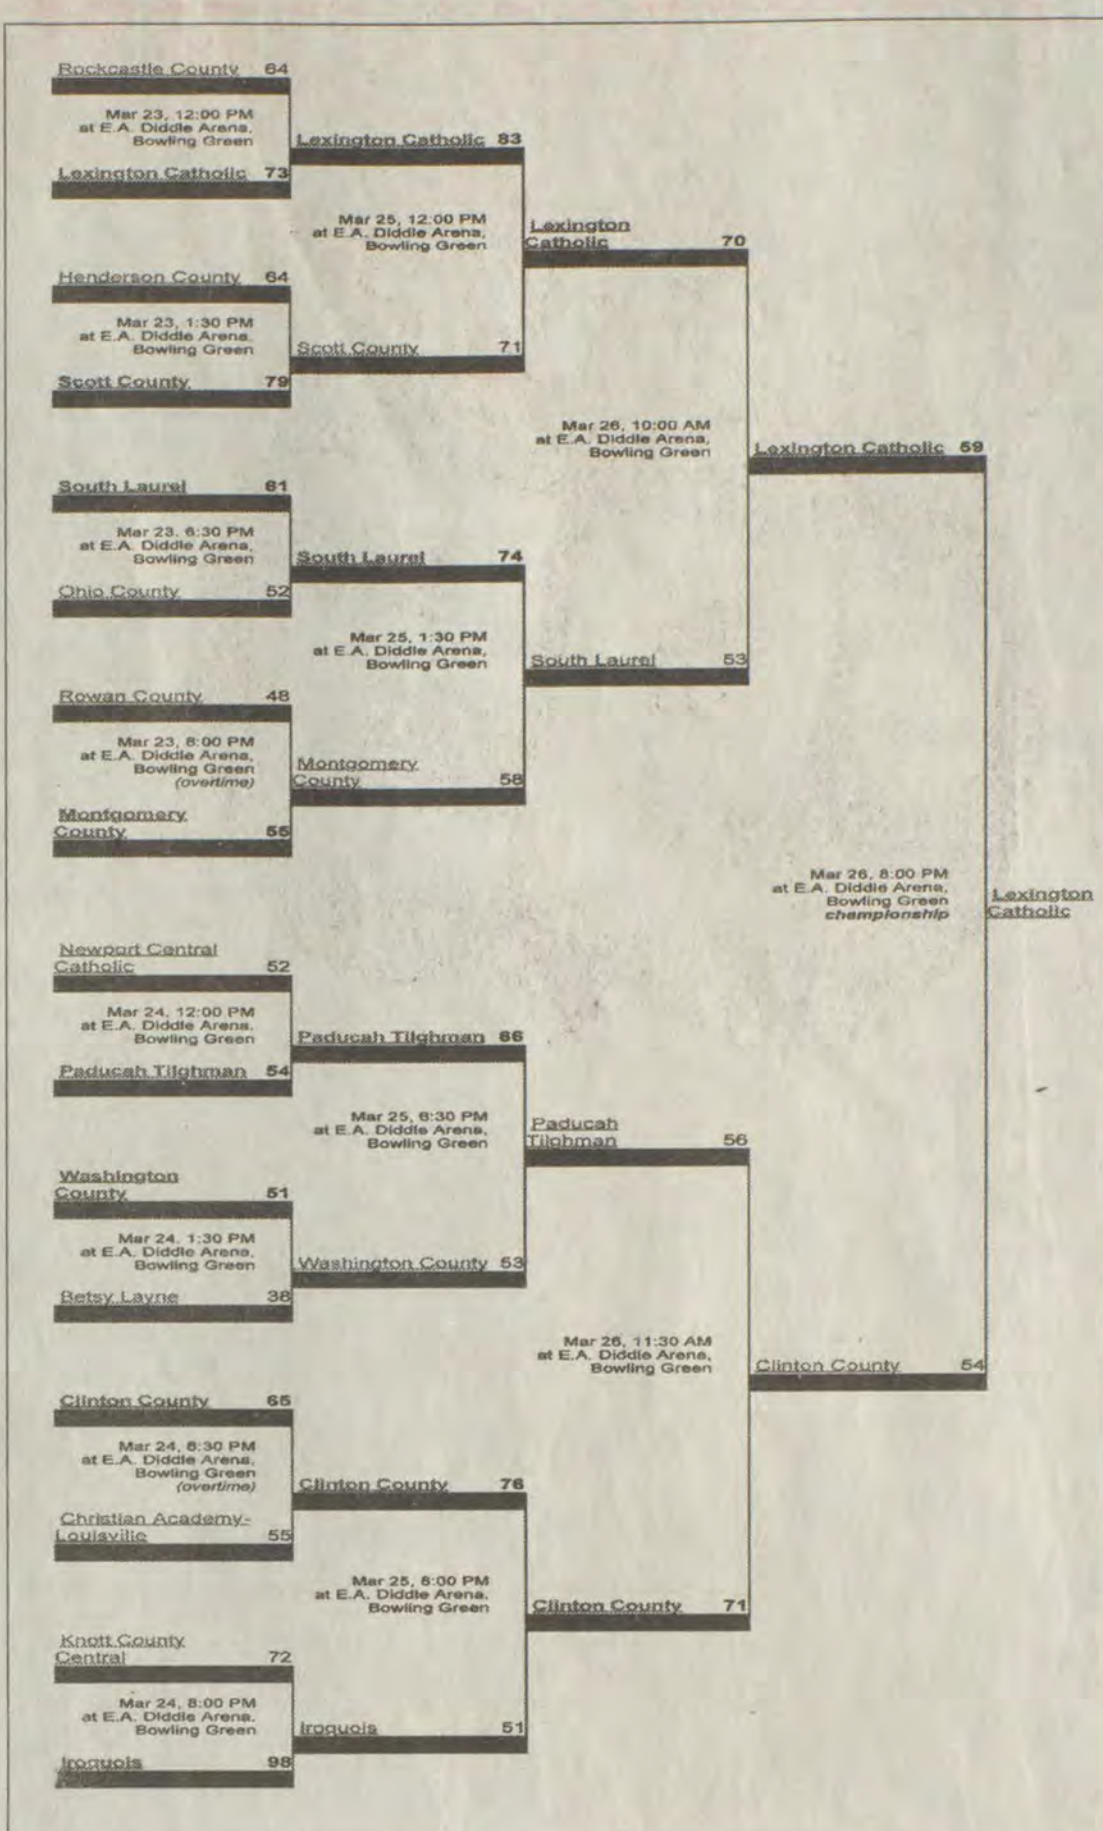 Rockcastle County 64
Mar 23, 12:00 PM
at E.A. Diddle Arena,
Bowling Green
Lexington Catholic 73
Henderson County 64
Mar 23, 1:30 PM
at E.A. Diddle Arena,
Bowling Green
Scott County 79
South Laurel 61
Mar 23, 6:30 PM
at E.A. Diddle Arena,
Bowling Green
Ohio County 52
Rowan County 48
Mar 23, 8:00 PM
at E.A. Diddle Arena,
Bowling Green
(overtime)
Montgomery
County 55
Newport Central
Catholic 52
Mar 24, 12:00 PM
at E.A. Diddle Arena,
Bowling Green
Paducah Tilghman 54
Washington
County 51
Mar 24, 1:30 PM
at E.A. Diddle Arena,
Bowling Green
Betsy Layne 38
Clinton County 65
Mar 24, 6:30 PM
at E.A. Diddle Arena,
Bowling Green
(overtime)
Christian Academy-
Louisville 55
Knott County
Central 72
Mar 24, 8:00 PM
at E.A. Diddle Arena,
Bowling Green
Iroquois 98
Lexington Catholic 83
Mar 25, 12:00 PM
at E.A. Diddle Arena,
Bowling Green
Scott County 71
South Laurel 74
Mar 25, 1:30 PM
at E.A. Diddle Arena,
Bowling Green
Montgomery
County 58
Paducah Tilghman 66
Mar 25, 6:30 PM
at E.A. Diddle Arena,
Bowling Green
Washington County 53
Clinton County 76
Mar 25, 8:00 PM
at E.A. Diddle Arena,
Bowling Green
Iroquois 51
Lexington
Catholic 70
Mar 26, 10:00 AM
at E.A. Diddle Arena,
Bowling Green
South Laurel 53
Paducah
Tilghman 56
Mar 26, 11:30 AM
at E.A. Diddle Arena,
Bowling Green
Clinton County 71
Lexington Catholic 59
Mar 26, 8:00 PM
at E.A. Diddle Arena,
Bowling Green
championship
Clinton County 54
Lexington
Catholic